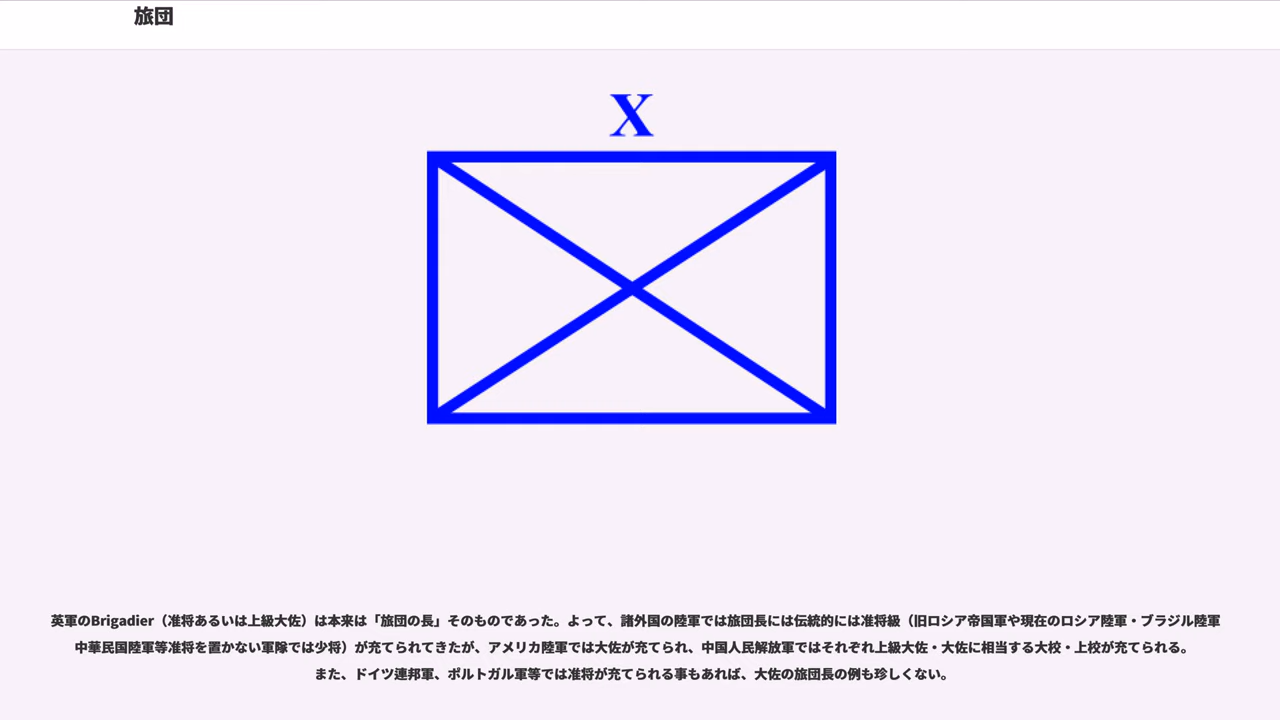 旅団
X
英軍のBrigadier（准将あるいは上級大佐）は本来は「旅団の長」そのものであった。よって、諸外国の陸軍では旅団長には伝統的には准将級（旧ロシア帝国軍や現在のロシア陸軍・ブラジル陸軍
中華民国陸軍等准将を置かない軍隊では少将）が充てられてきたが、アメリカ陸軍では大佐が充てられ、中国人民解放軍ではそれぞれ上級大佐・大佐に相当する大校・上校が充てられる。
また、ドイツ連邦軍、ポルトガル軍等では准将が充てられる事もあれば、大佐の旅団長の例も珍しくない。